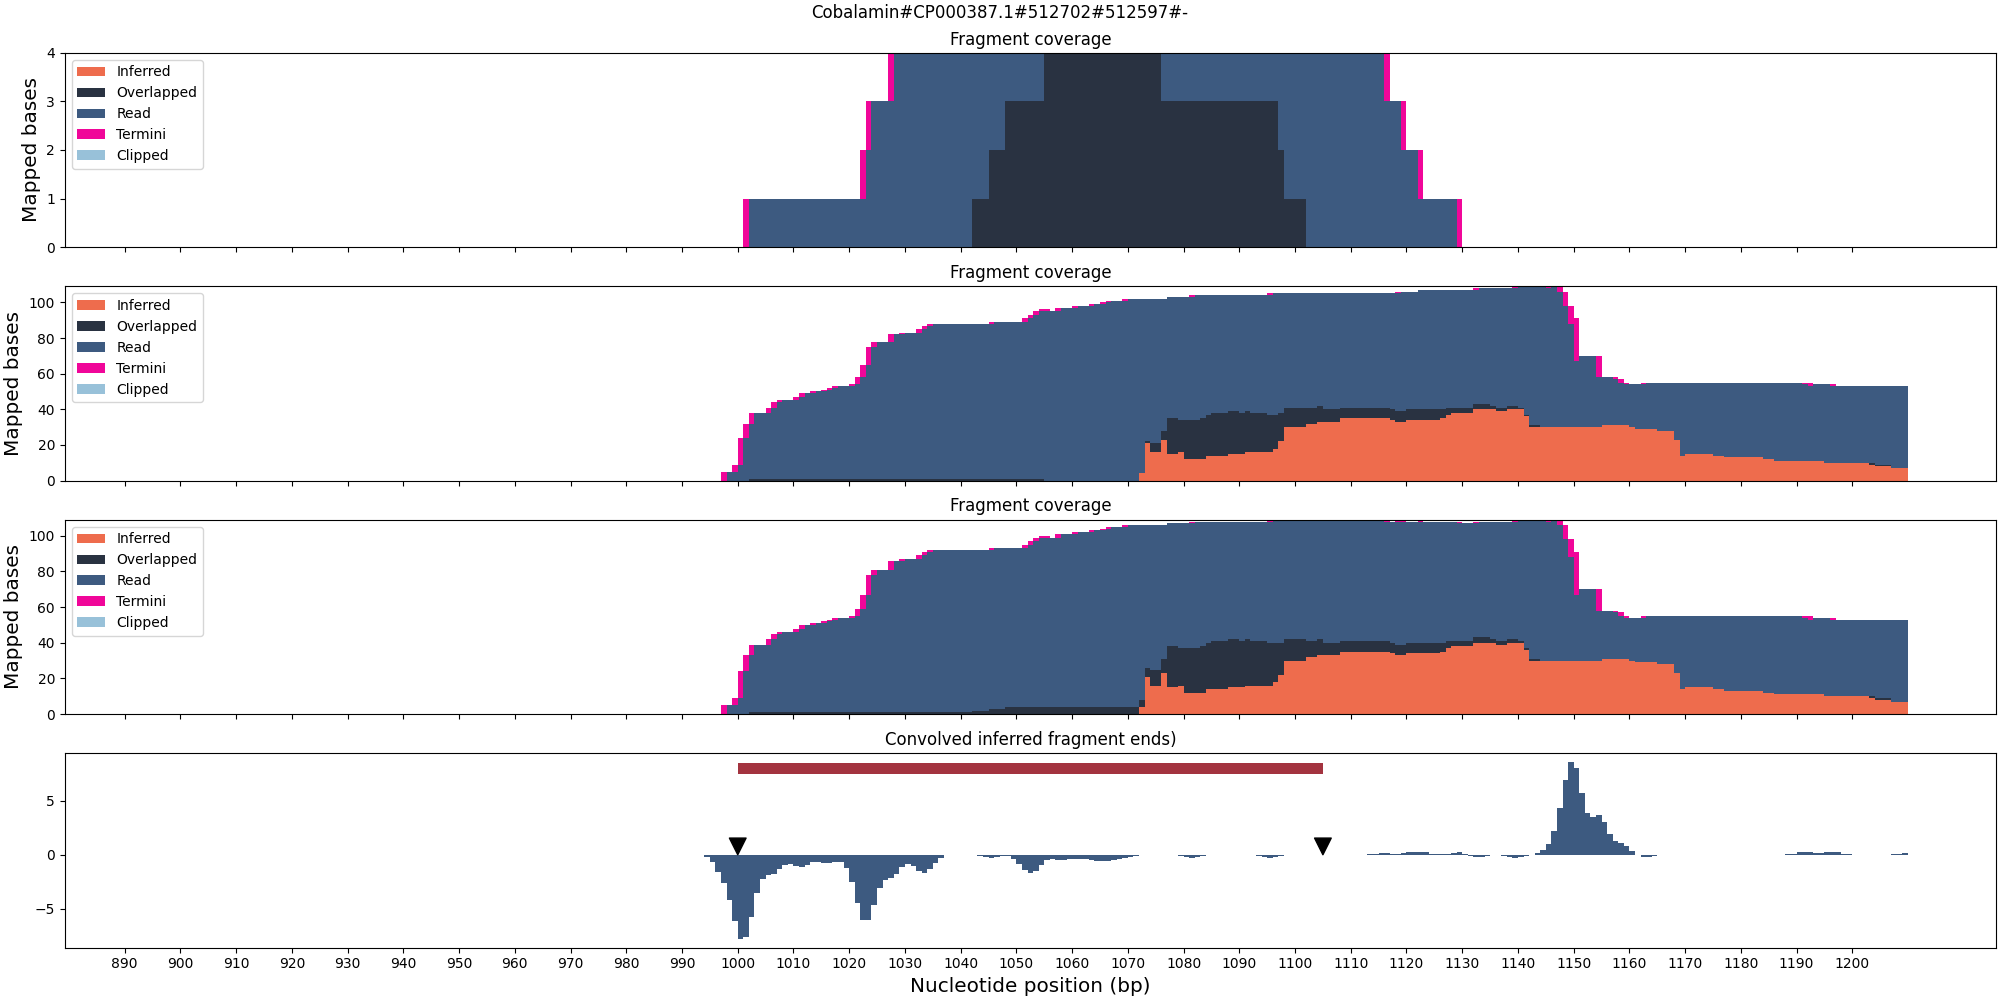 Cobalamin#CP000387.1#512702#512597#-
Fragment coverage
Mapped bases
4
3
2
1
0
Inferred
Overlapped
Read
Termini
Clipped
Fragment coverage
Mapped bases
100
80
60
40
20
0
Inferred
Overlapped
Read
Termini
Clipped
Fragment coverage
Mapped bases
100
80
60
40
20
0
Inferred
Overlapped
Read
Termini
Clipped
Convolved inferred fragment ends)
5
0
−5
890 900 910 920 930 940 950 960 970 980 990 1000 1010 1020 1030 1040 1050 1060 1070 1080 1090 1100 1110 1120 1130 1140 1150 1160 1170 1180 1190 1200
Nucleotide position (bp)